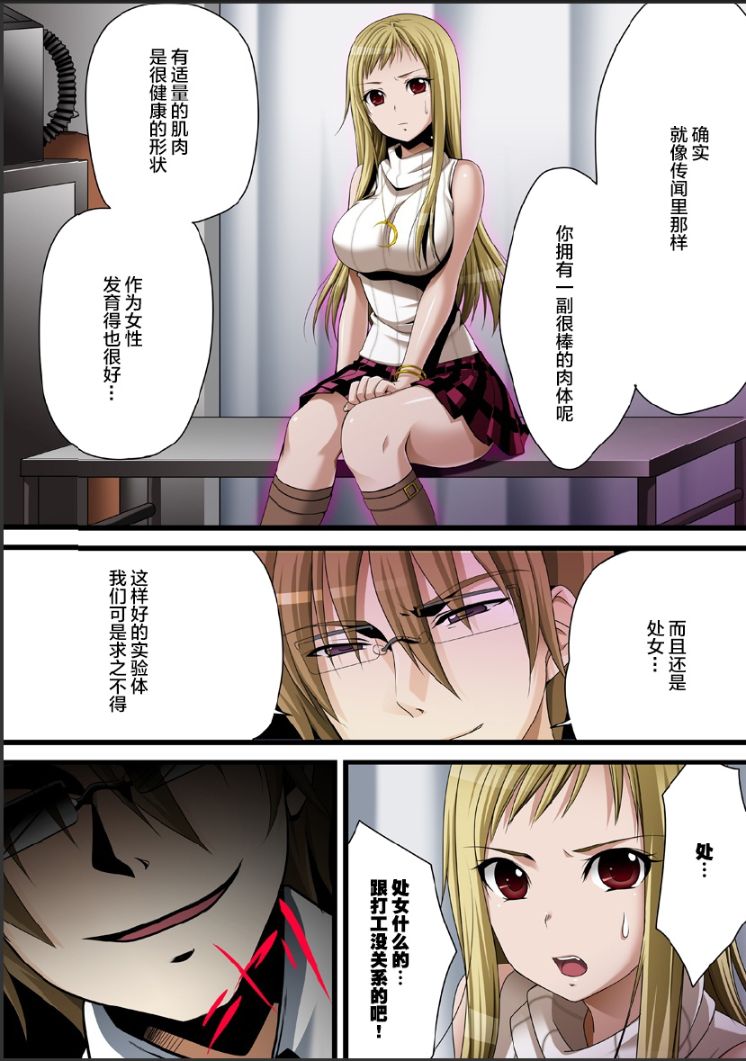 确实
就像传闻里那样
你拥有一副很棒的肉体呢
有适量的肌肉
是很健康的形状
作为女性
发育得也很好…
而且还是
处女…
这样好的实验体
我们可是求之不得
处…
处女什么的…
跟打工没关系的吧！